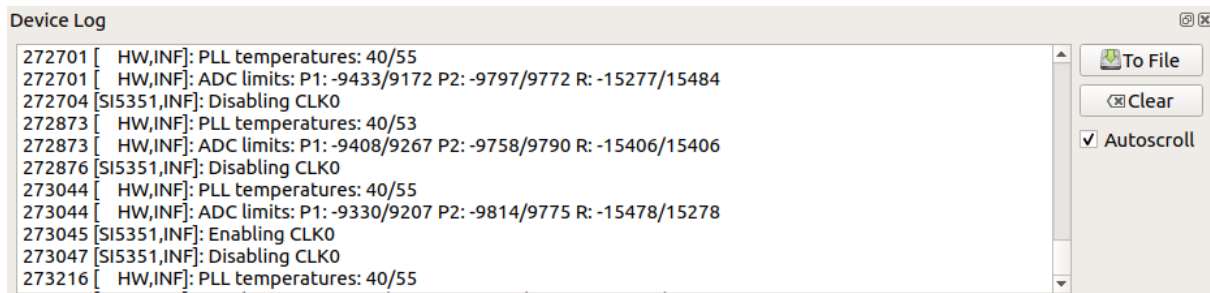 Device Log
272701 [   HW,INF]: PLL temperatures: 40/55
272701 [   HW,INF]: ADC limits: P1: -9433/9172 P2: -9797/9772 R: -15277/15484
272704 [SI5351,INF]: Disabling CLK0
272873 [   HW,INF]: PLL temperatures: 40/53
272873 [   HW,INF]: ADC limits: P1: -9408/9267 P2: -9758/9790 R: -15406/15406
272876 [SI5351,INF]: Disabling CLK0
273044 [   HW,INF]: PLL temperatures: 40/55
273044 [   HW,INF]: ADC limits: P1: -9330/9207 P2: -9814/9775 R: -15478/15278
273045 [SI5351,INF]: Enabling CLK0
273047 [SI5351,INF]: Disabling CLK0
273216 [   HW,INF]: PLL temperatures: 40/55
To File
Clear
Autoscroll